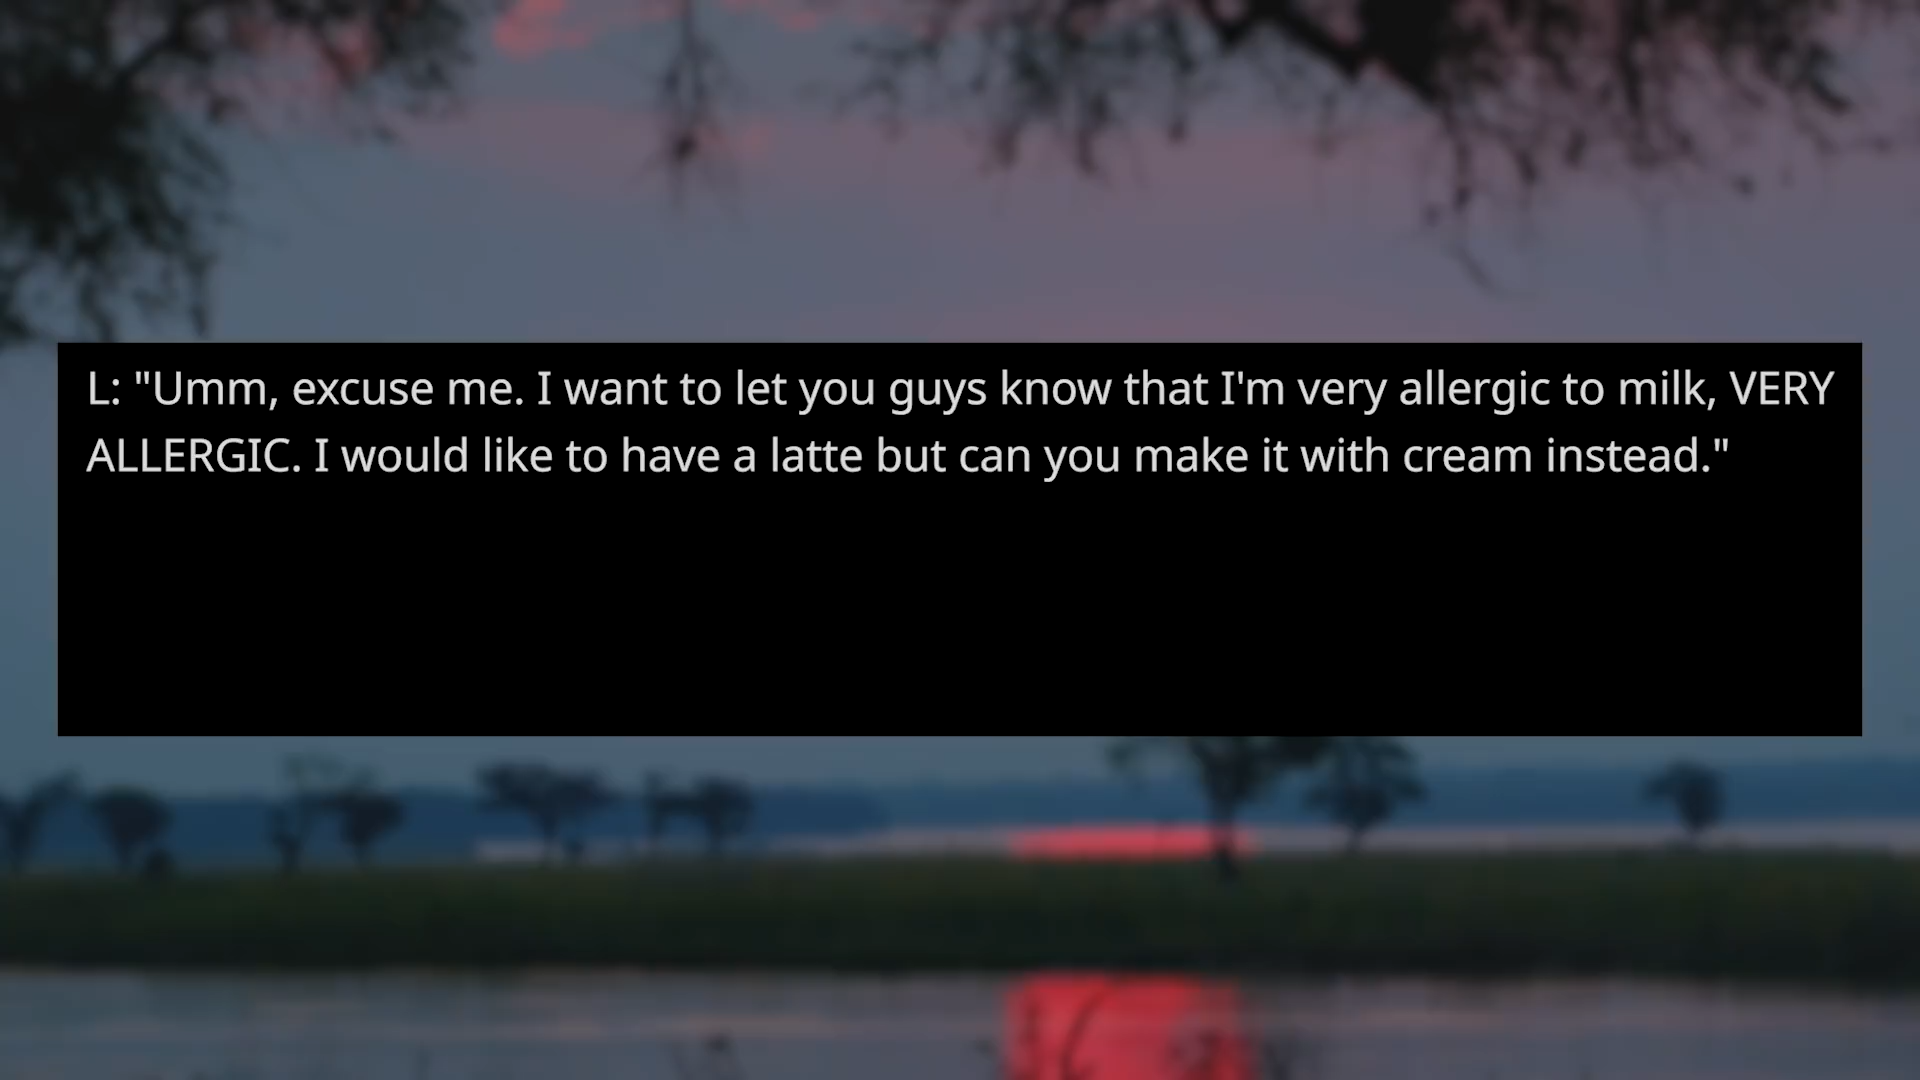 L: "Umm, excuse me. I want to let you guys know that I'm very allergic to milk, VERY
ALLERGIC. I would like to have a latte but can you make it with cream instead."